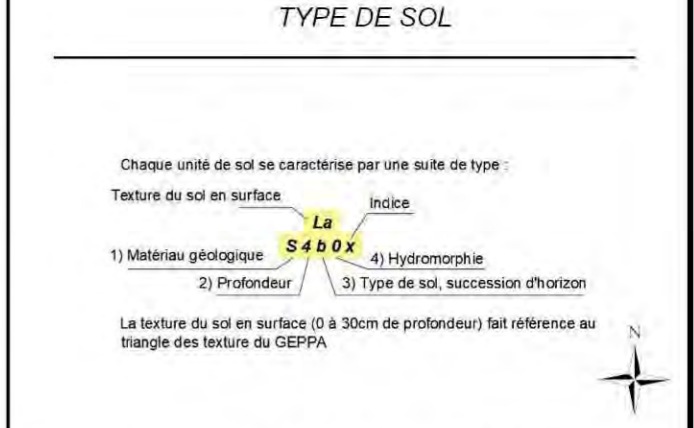 TYPE DE SOL
Chaque unité de sol se caractérise par une suite de type :
Texture du sol en surface
Indice
La
S 4 b 0 x
1) Matériau géologique
4) Hydromorphie
2) Profondeur
3) Type de sol, succession d'horizon
La texture du sol en surface (0 à 30cm de profondeur) fait référence au
triangle des texture du GEPPA
N